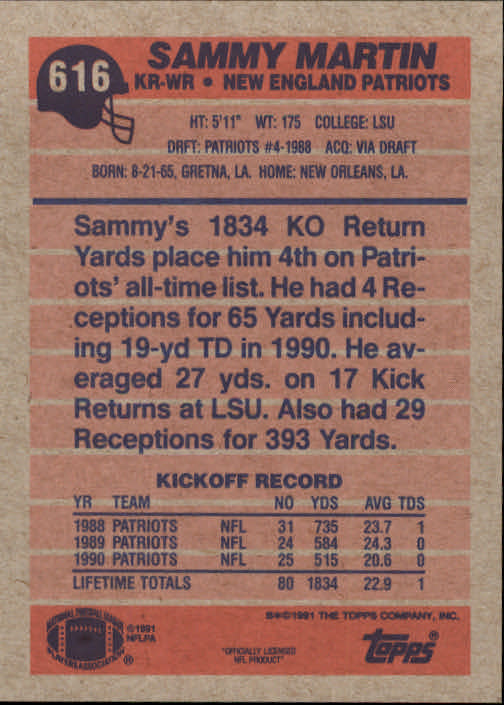 616
SAMMY MARTIN
KR-WR • NEW ENGLAND PATRIOTS
HT: 5'11" WT: 175 COLLEGE: LSU
DRFT: PATRIOTS #4-1988 ACQ: VIA DRAFT
BORN: 8-21-65, GRETNA, LA. HOME: NEW ORLEANS, LA.
Sammy's 1834 KO Return
Yards place him 4th on Patri-
ots' all-time list. He had 4 Re-
ceptions for 65 Yards includ-
ing 19-yd TD in 1990. He av-
eraged 27 yds. on 17 Kick
Returns at LSU. Also had 29
Receptions for 393 Yards.
KICKOFF RECORD
YR TEAM NO YDS AVG TDS
1988 PATRIOTS NFL 31 735 23.7 1
1989 PATRIOTS NFL 24 584 24.3 0
1990 PATRIOTS NFL 25 515 20.6 0
LIFETIME TOTALS 80 1834 22.9 1
NATIONAL FOOTBALL LEAGUE
PLAYERS ASSOCIATION
®
©1991
NFLPA
"OFFICIALLY LICENSED
NFL PRODUCT"
©1991 THE TOPPS COMPANY, INC.
topps®